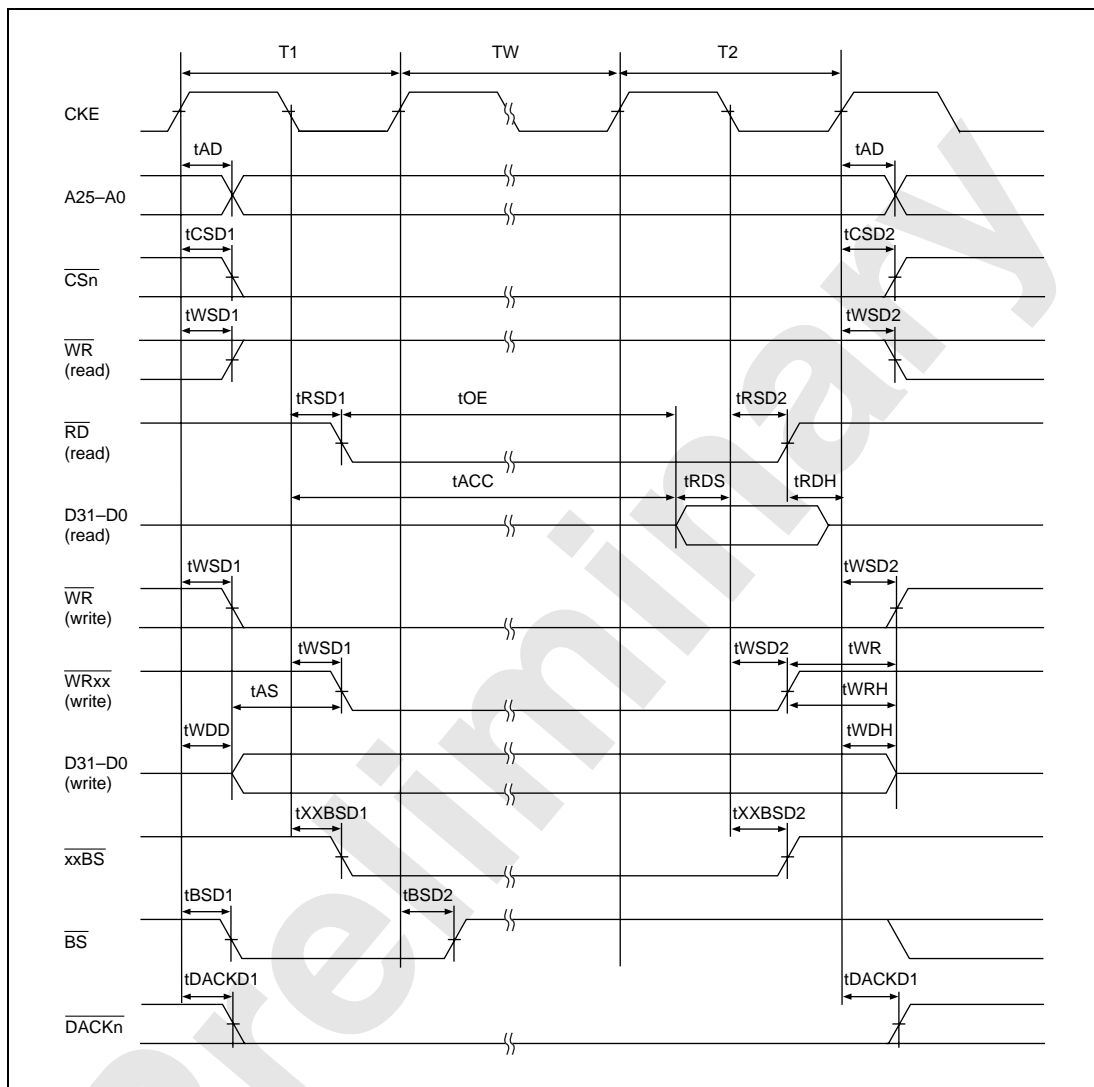 T1 TW T2
CKE
tAD tAD
A25–A0
tCSD1 tCSD2
CSn
tWSD1 tWSD2
WR
(read)
tRSD1 tOE tRSD2
RD
(read)
tACC tRDS tRDH
D31–D0
(read)
tWSD1 tWSD2
WR
(write)
tWSD1 tWSD2 tWR
WRxx
(write)
tAS tWRH
tWDD tWDH
D31–D0
(write)
tXXBSD1 tXXBSD2
xxBS
tBSD1 tBSD2
BS
tDACKD1 tDACKD1
DACKn
Preliminary